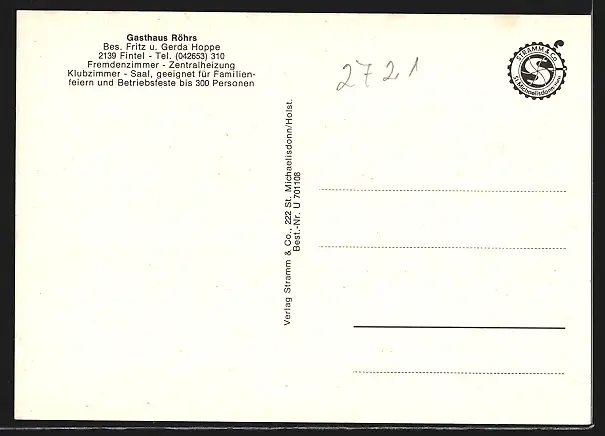 Gasthaus Röhrs
Bes. Fritz u. Gerda Hoppe
2139 Fintel - Tel. (042653) 310
Fremdenzimmer - Zentralheizung
Klubzimmer - Saal, geeignet für Familien-
feiern und Betriebsfeste bis 300 Personen
2721
STRAMM & Co
St. Michaelisdonn
Verlag Stramm & Co., 222 St. Michaelisdonn/Holst.
Best.-Nr. U 701108